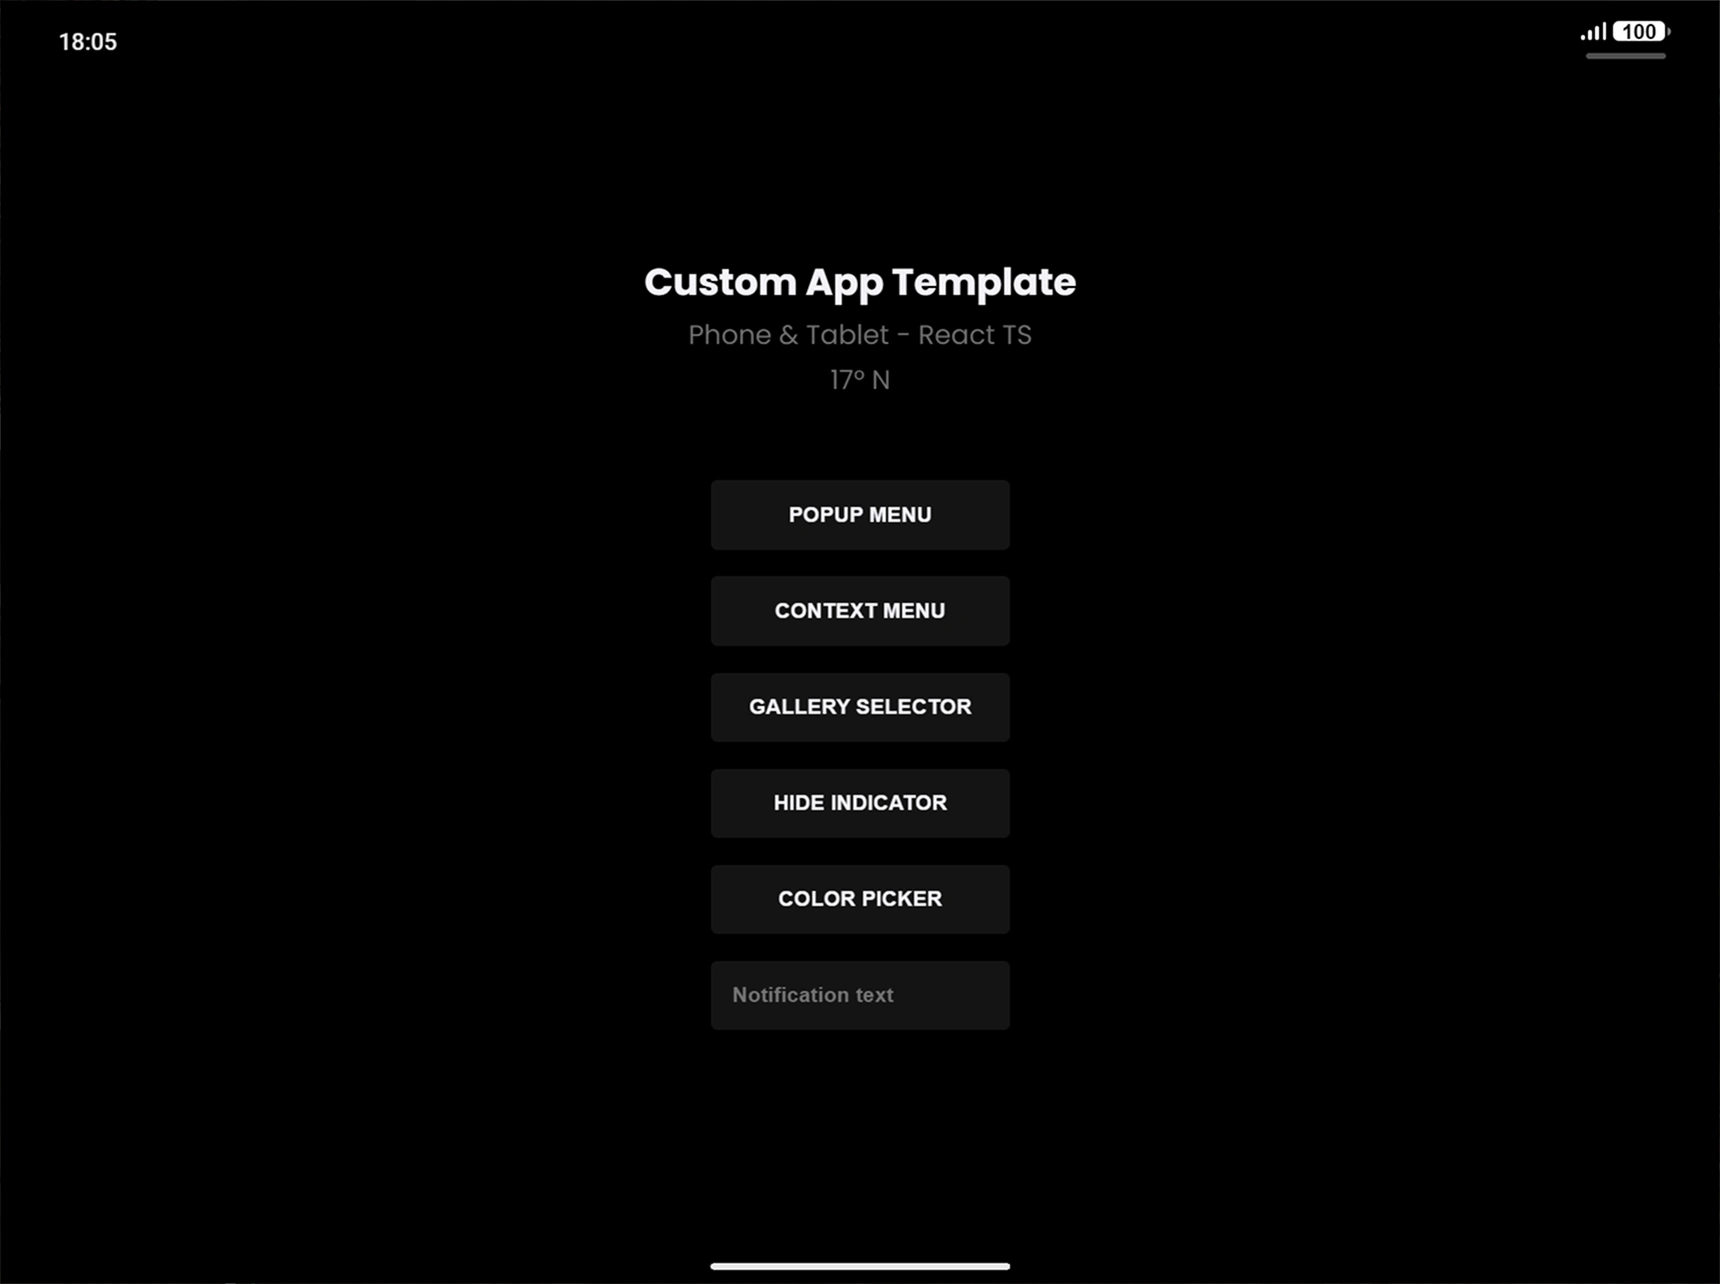 18:05
100
Custom App Template
Phone & Tablet - React TS
17° N
POPUP MENU
CONTEXT MENU
GALLERY SELECTOR
HIDE INDICATOR
COLOR PICKER
Notification text